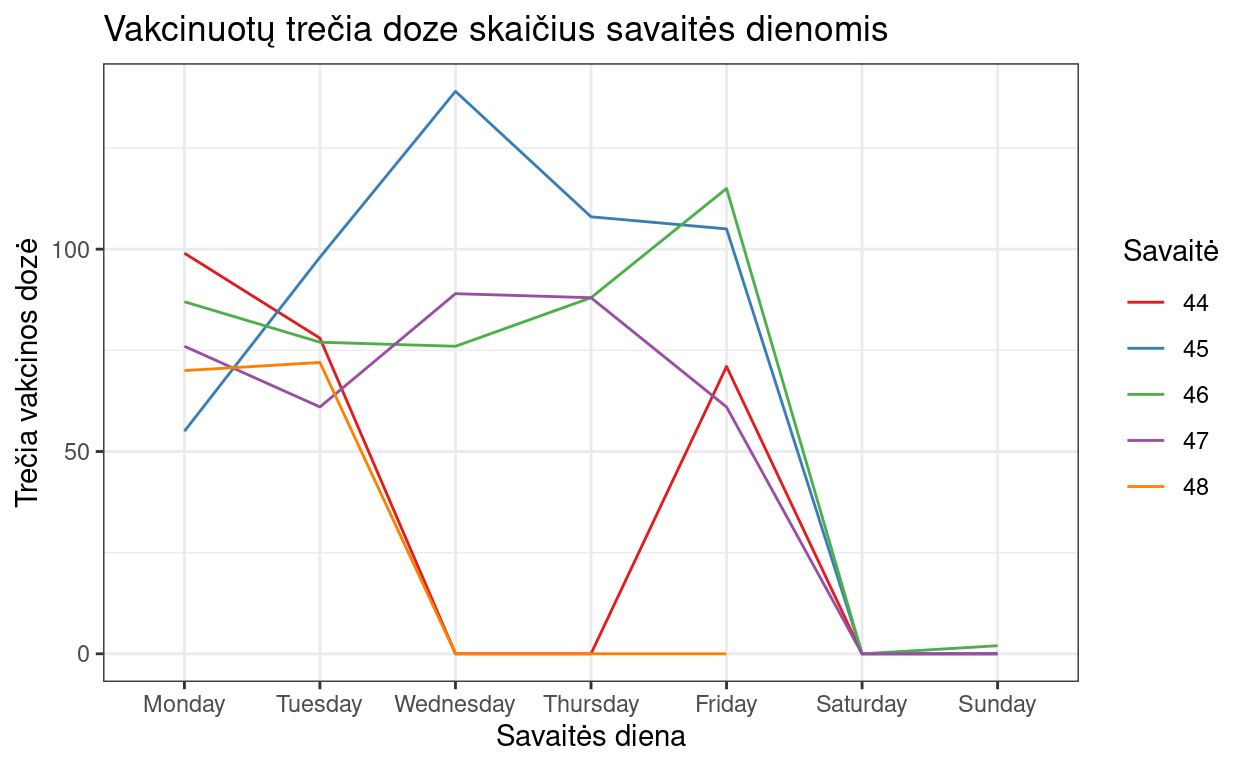 Vakcinuotų trečia doze skaičius savaitės dienomis
Trečia vakcinos dozė
100
50
0
Monday Tuesday Wednesday Thursday Friday Saturday Sunday
Savaitės diena
Savaitė
44
45
46
47
48